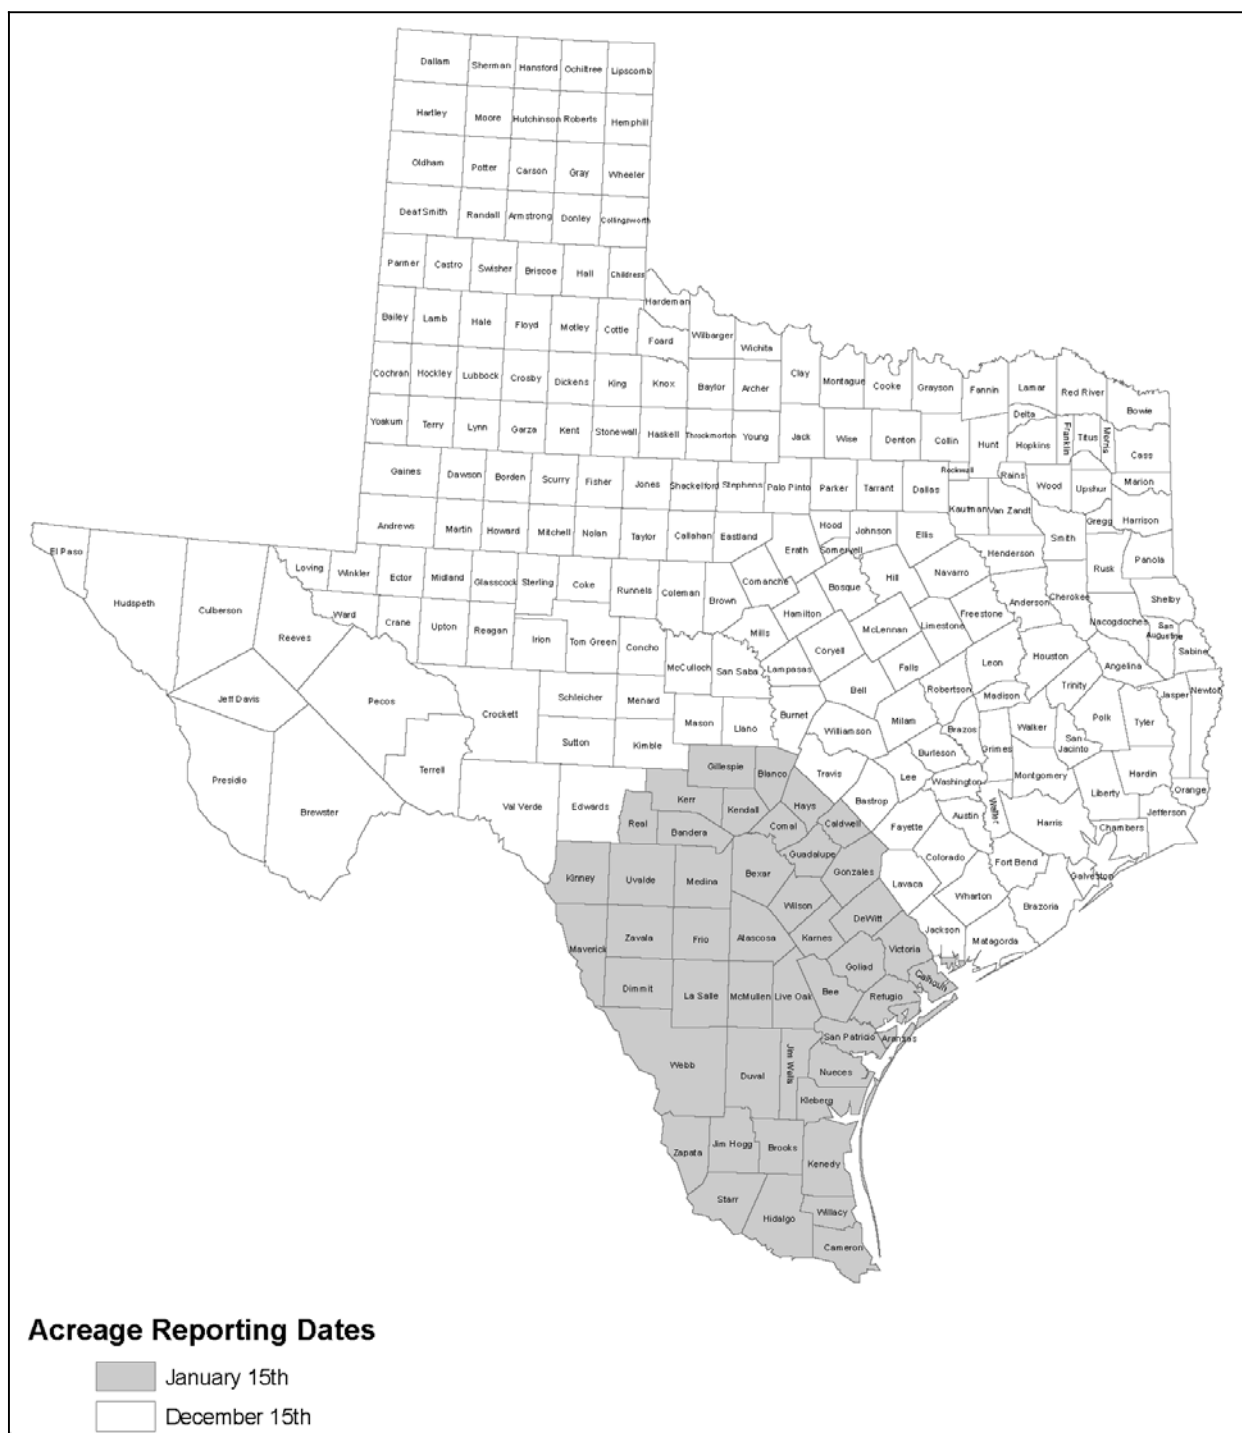 Dallam Sherman Hansford Ochiltree Lipscomb
Hartley Moore Hutchinson Roberts Hemphill
Oldham Potter Carson Gray Wheeler
Deaf Smith Randall Armstrong Donley Collingsworth
Parmer Castro Swisher Briscoe Hall Childress
Hardeman
Bailey Lamb Hale Floyd Motley Cottle Foard Wilbarger Wichita
Cochran Hockley Lubbock Crosby Dickens King Knox Baylor Archer Clay Montague Cooke Grayson Fannin Lamar Red River Bowie
Delta
Yoakum Terry Lynn Garza Kent Stonewall Haskell Throckmorton Young Jack Wise Denton Collin Hunt Hopkins Franklin Titus Morris Cass
Rockwall Rains
Gaines Dawson Borden Scurry Fisher Jones Shackelford Stephens Palo Pinto Parker Tarrant Dallas Wood Upshur Marion
Kaufman Van Zandt Gregg Harrison
Andrews Martin Howard Mitchell Nolan Taylor Callahan Eastland Hood Johnson Ellis Smith
Erath Somervell Henderson Rusk Panola
El Paso Loving Winkler Ector Midland Glasscock Sterling Coke Runnels Coleman Brown Comanche Bosque Hill Navarro
Hudspeth Culberson Reeves Ward Crane Upton Reagan Irion Tom Green Concho Mills Hamilton McLennan Limestone Freestone Anderson Cherokee Shelby
Nacogdoches San Augustine Sabine
McCulloch San Saba Lampasas Coryell Falls Leon Houston Angelina
Jeff Davis Pecos Crockett Schleicher Menard Bell Robertson Madison Trinity Jasper Newton
Mason Llano Burnet Williamson Milam Brazos Walker Polk Tyler
Sutton Kimble Burleson Grimes San Jacinto
Presidio Brewster Terrell Val Verde Edwards Gillespie Blanco Travis Lee Washington Montgomery Liberty Hardin Orange
Kerr Kendall Hays Bastrop Austin Waller Harris Jefferson
Real Bandera Comal Caldwell Fayette Chambers
Guadalupe Colorado Fort Bend Galveston
Kinney Uvalde Medina Bexar Gonzales Lavaca Wharton Brazoria
Wilson DeWitt
Maverick Zavala Frio Atascosa Karnes Victoria Jackson Matagorda
Goliad Calhoun
Dimmit La Salle McMullen Live Oak Bee Refugio
San Patricio Aransas
Webb Duval Jim Wells Nueces
Kleberg
Zapata Jim Hogg Brooks Kenedy
Starr Hidalgo Willacy
Cameron
Acreage Reporting Dates
January 15th
December 15th